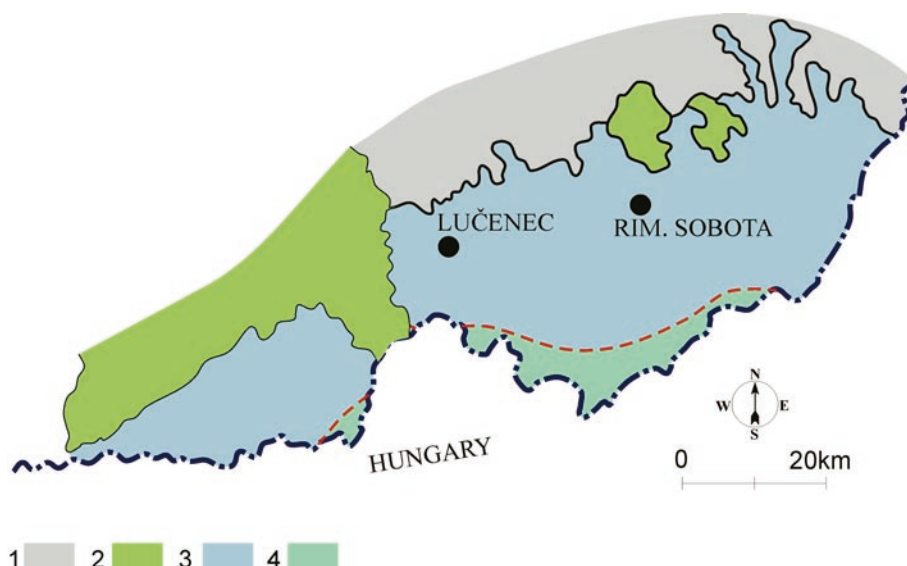 LUČENEC
RIM. SOBOTA
N
W E
S
HUNGARY
0 20km
1 2 3 4